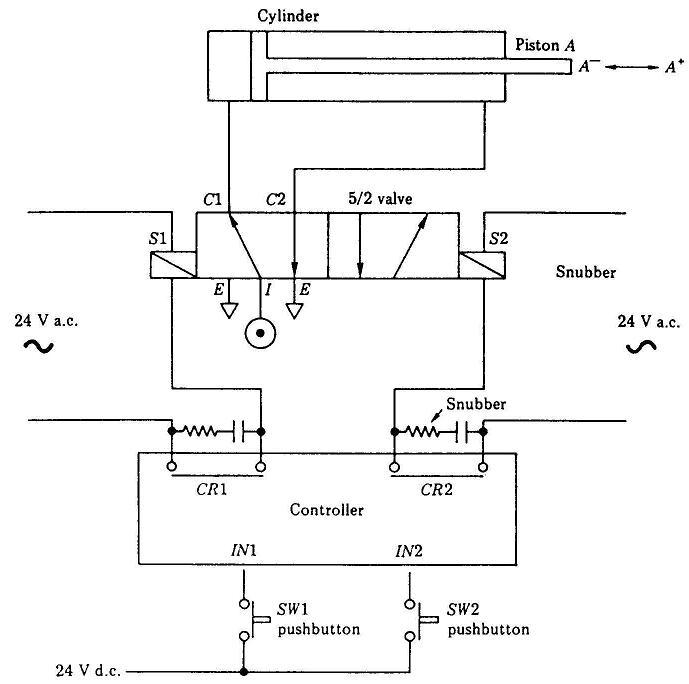 Cylinder
Piston A
A⁻
A⁺
C1
C2
5/2 valve
S1
S2
E
I
E
Snubber
24 V a.c.
24 V a.c.
Snubber
CR1
CR2
Controller
IN1
IN2
SW1
pushbutton
SW2
pushbutton
24 V d.c.